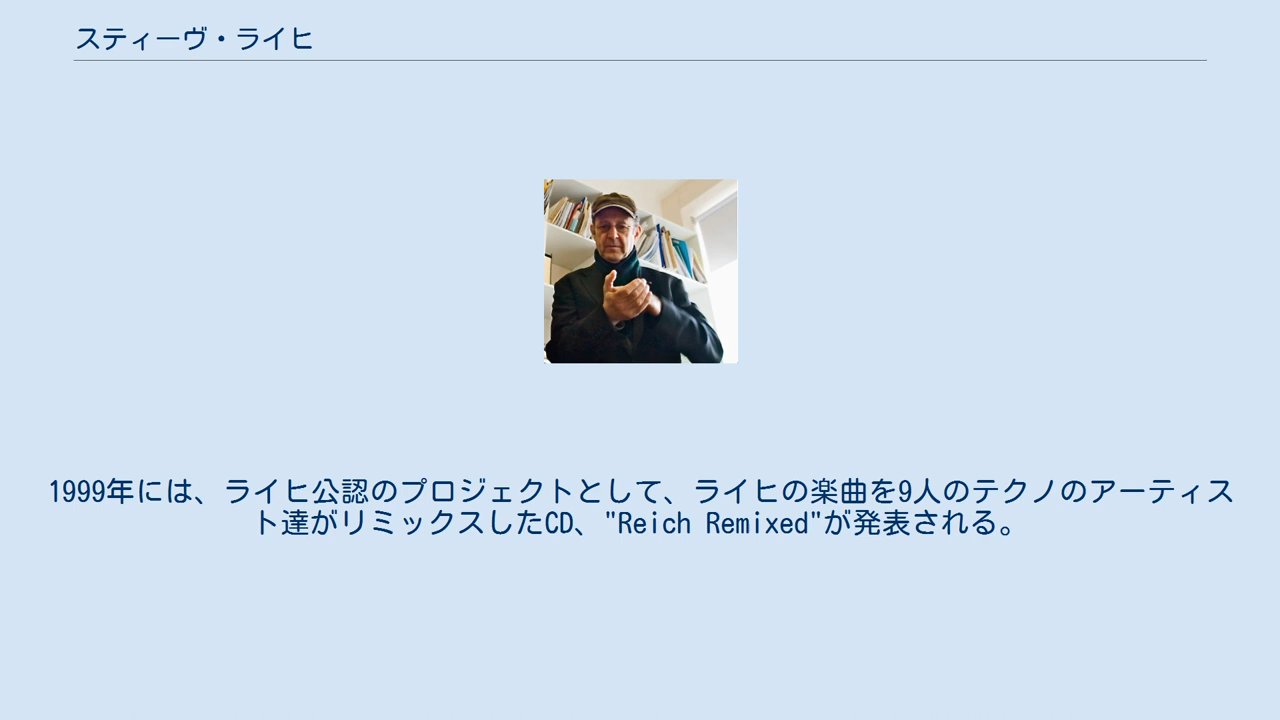 スティーヴ・ライヒ
1999年には、ライヒ公認のプロジェクトとして、ライヒの楽曲を9人のテクノのアーティス
ト達がリミックスしたCD、"Reich Remixed"が発表される。